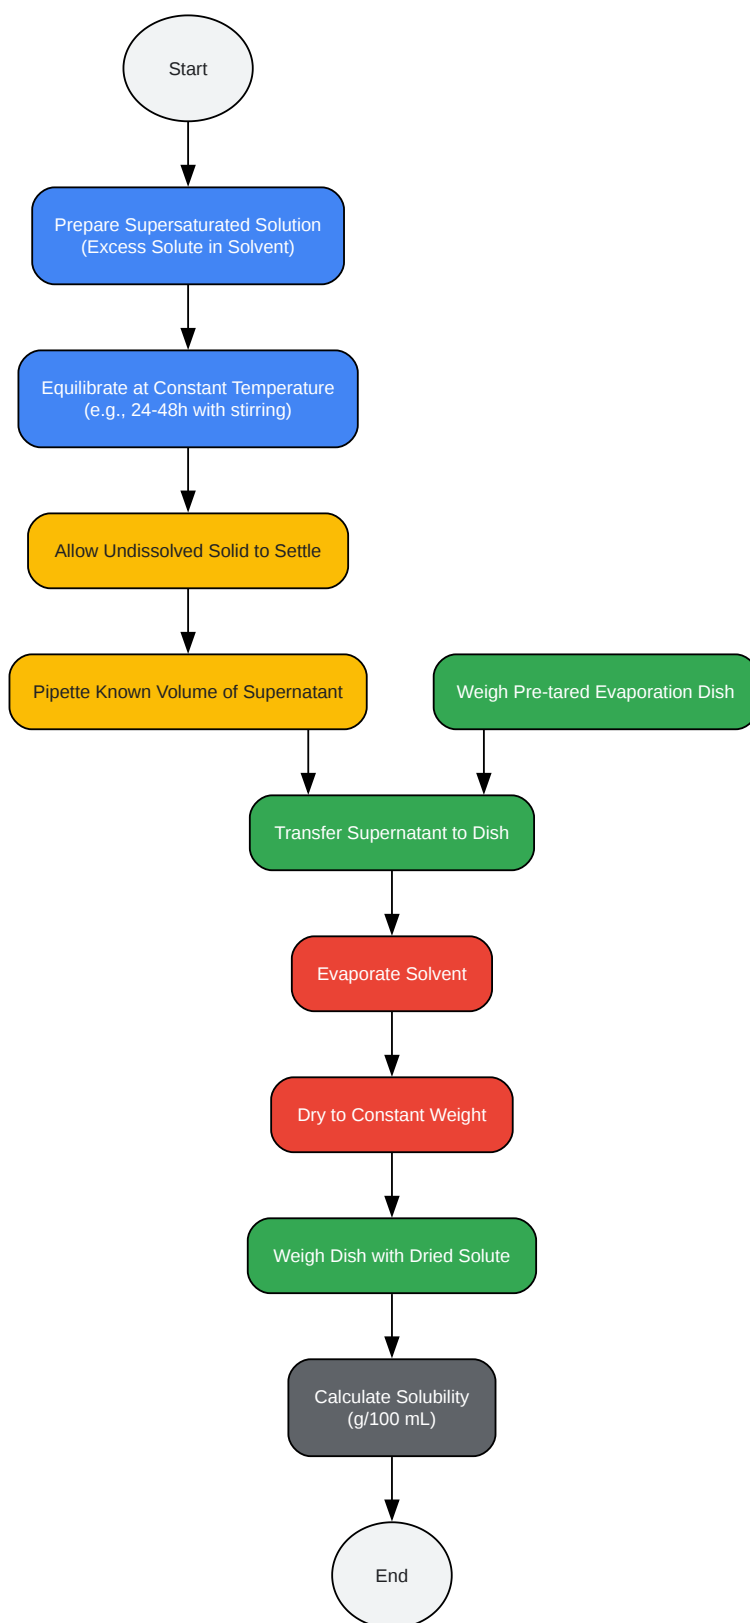 Start
Prepare Supersaturated Solution
(Excess Solute in Solvent)
Equilibrate at Constant Temperature
(e.g., 24-48h with stirring)
Allow Undissolved Solid to Settle
Pipette Known Volume of Supernatant
Weigh Pre-tared Evaporation Dish
Transfer Supernatant to Dish
Evaporate Solvent
Dry to Constant Weight
Weigh Dish with Dried Solute
Calculate Solubility
(g/100 mL)
End